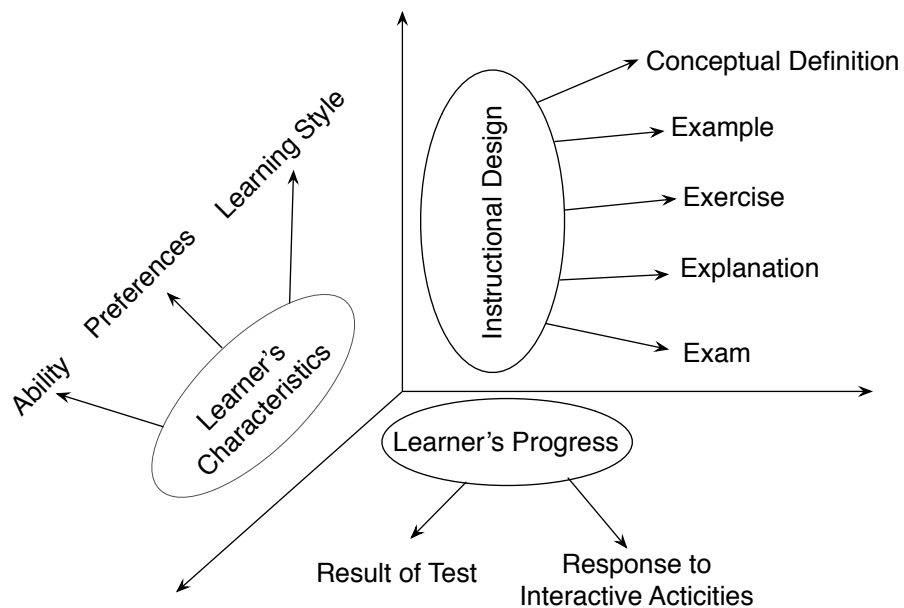 Conceptual Definition
Example
Exercise
Explanation
Exam
Instructional Design
Learning Style
Preferences
Ability
Learner's
Characteristics
Learner's Progress
Result of Test
Response to
Interactive Acticities